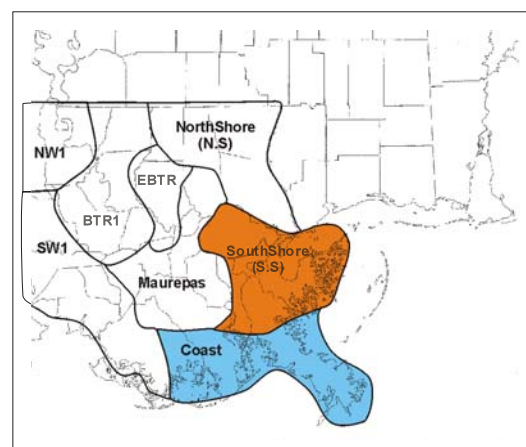 NorthShore
(N.S)
NW1
EBTR
BTR1
SW1
SouthShore
(S.S)
Maurepas
Coast